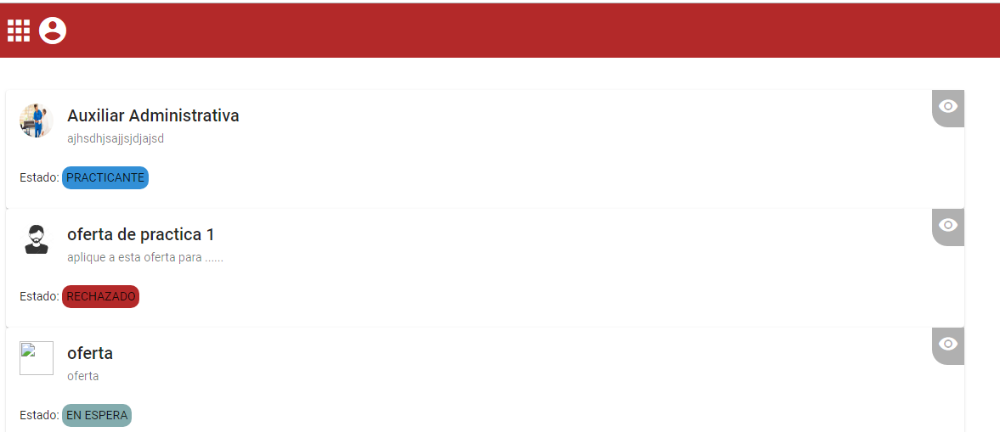 Auxiliar Administrativa
ajhsdhjsajjsjdjajsd
Estado: PRACTICANTE
oferta de practica 1
aplique a esta oferta para ......
Estado: RECHAZADO
oferta
oferta
Estado: EN ESPERA